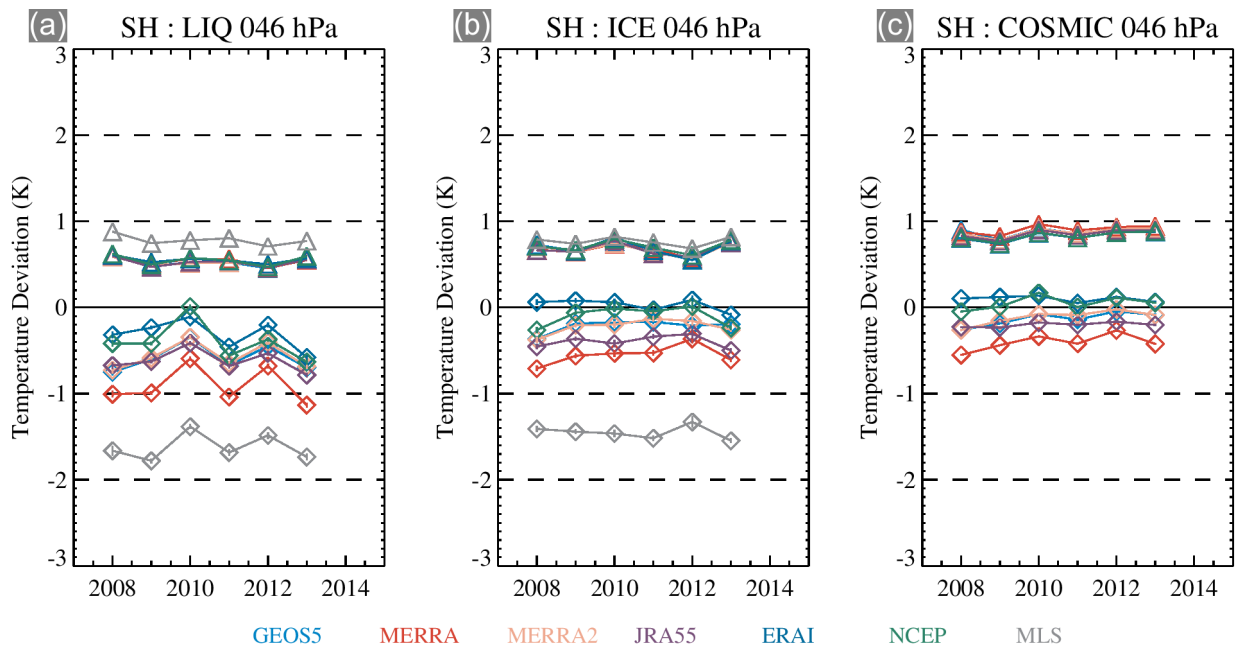 (a) SH : LIQ 046 hPa
(b) SH : ICE 046 hPa
(c) SH : COSMIC 046 hPa
Temperature Deviation (K)
3
2
1
0
-1
-2
-3
2008 2010 2012 2014
Temperature Deviation (K)
3
2
1
0
-1
-2
-3
2008 2010 2012 2014
Temperature Deviation (K)
3
2
1
0
-1
-2
-3
2008 2010 2012 2014
GEOS5 MERRA MERRA2 JRA55 ERAI NCEP MLS